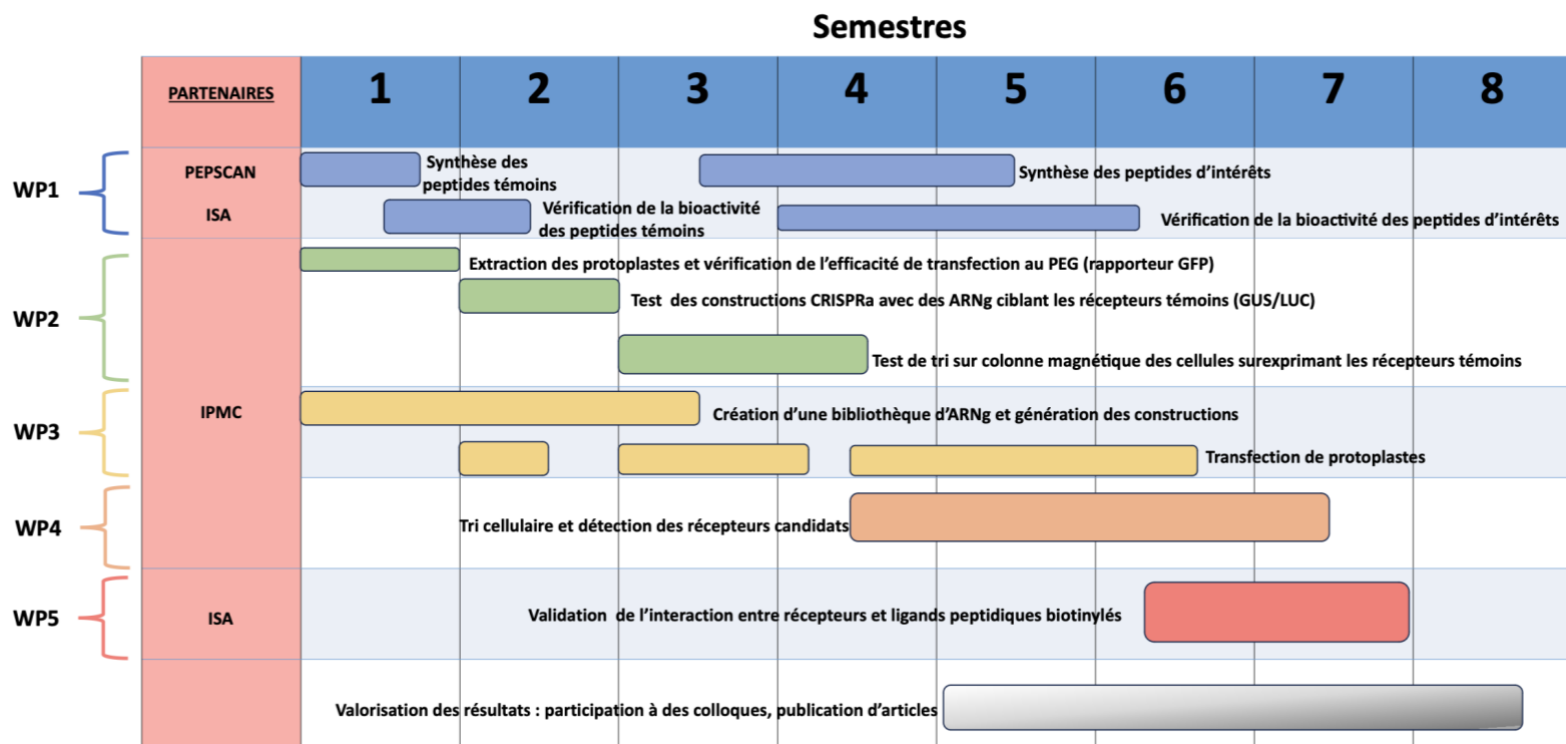 Semestres
PARTENAIRES
1
2
3
4
5
6
7
8
WP1
PEPSCAN
Synthèse des
peptides témoins
Synthèse des peptides d’intérêts
ISA
Vérification de la bioactivité
des peptides témoins
Vérification de la bioactivité des peptides d’intérêts
WP2
Extraction des protoplastes et vérification de l’efficacité de transfection au PEG (rapporteur GFP)
Test des constructions CRISPRa avec des ARNg ciblant les récepteurs témoins (GUS/LUC)
Test de tri sur colonne magnétique des cellules surexprimant les récepteurs témoins
WP3
IPMC
Création d’une bibliothèque d’ARNg et génération des constructions
Transfection de protoplastes
WP4
Tri cellulaire et détection des récepteurs candidats
WP5
ISA
Validation de l’interaction entre récepteurs et ligands peptidiques biotinylés
Valorisation des résultats : participation à des colloques, publication d’articles